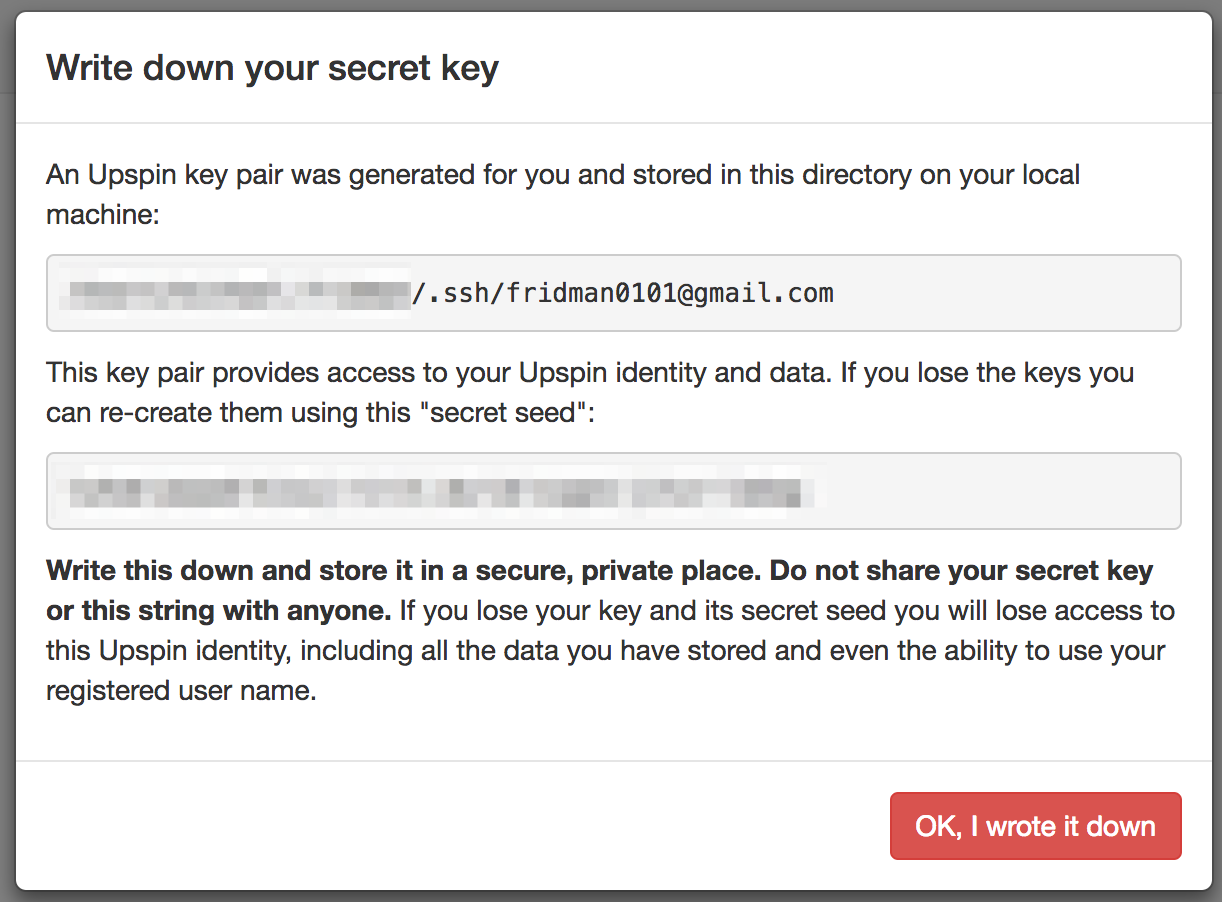 Write down your secret key
An Upspin key pair was generated for you and stored in this directory on your local
machine:
/.ssh/fridman0101@gmail.com
This key pair provides access to your Upspin identity and data. If you lose the keys you
can re-create them using this "secret seed":
Write this down and store it in a secure, private place. Do not share your secret key
or this string with anyone. If you lose your key and its secret seed you will lose access to
this Upspin identity, including all the data you have stored and even the ability to use your
registered user name.
OK, I wrote it down